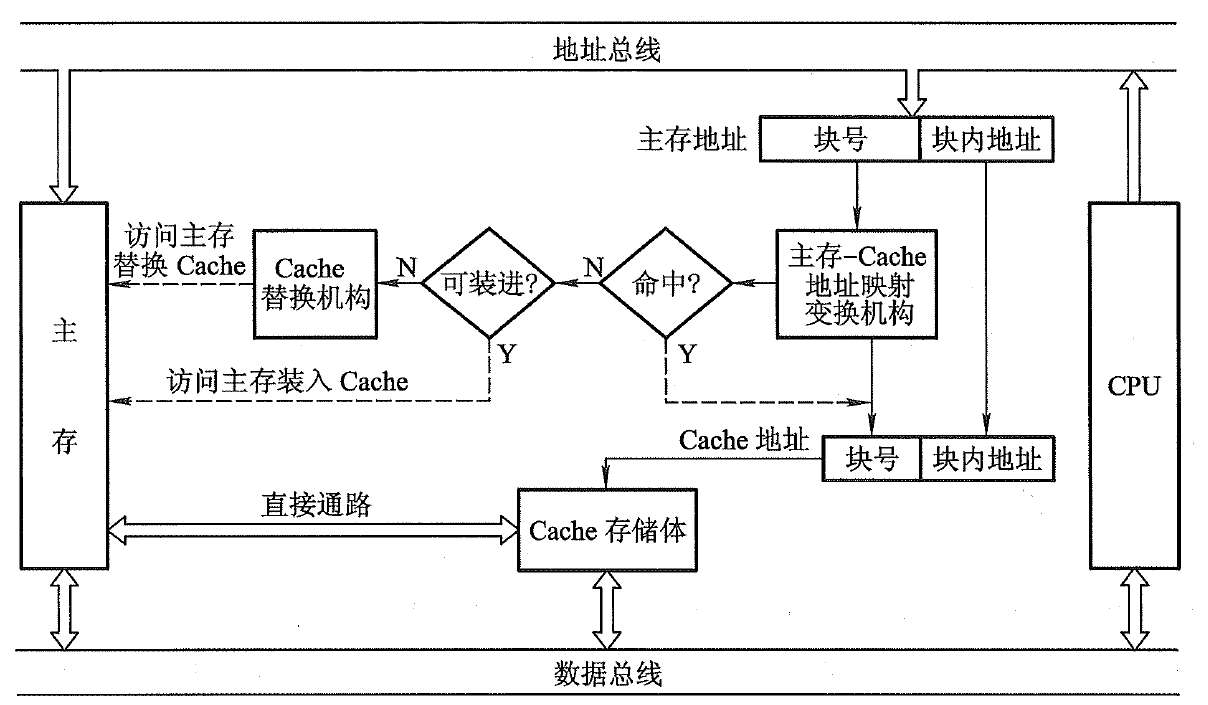 地址总线
主存地址
块号
块内地址
访问主存
替换 Cache
Cache
替换机构
N
可装进?
N
命中?
主存-Cache
地址映射
变换机构
Y
Y
访问主存装入 Cache
主
存
CPU
Cache 地址
块号
块内地址
直接通路
Cache 存储体
数据总线